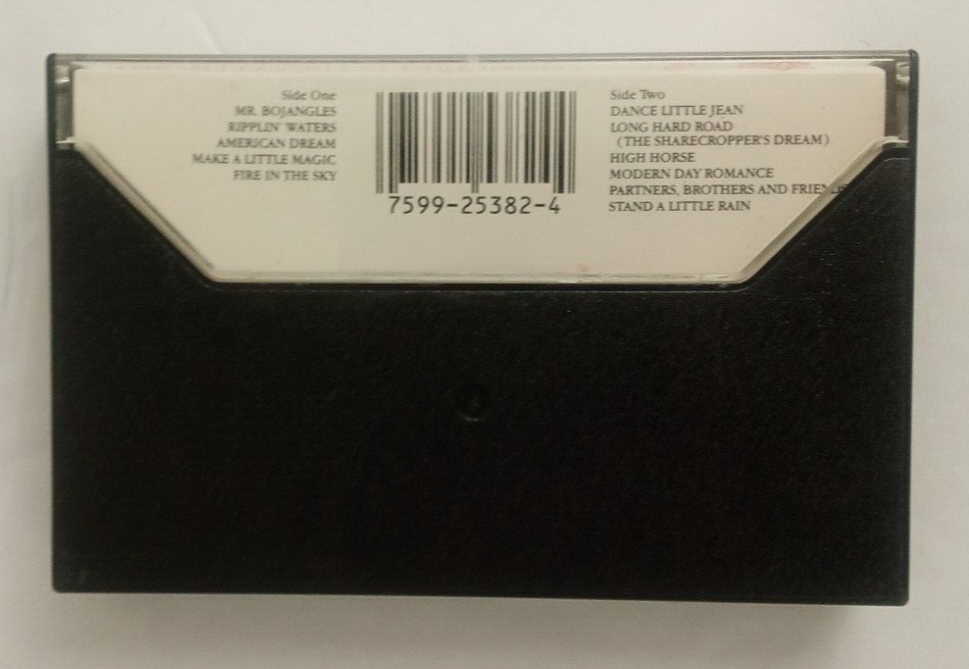 Side One
MR. BOJANGLES
RIPPLIN' WATERS
AMERICAN DREAM
MAKE A LITTLE MAGIC
FIRE IN THE SKY
7599-25382-4
Side Two
DANCE LITTLE JEAN
LONG HARD ROAD
(THE SHARECROPPER'S DREAM)
HIGH HORSE
MODERN DAY ROMANCE
PARTNERS, BROTHERS AND FRIENDS
STAND A LITTLE RAIN